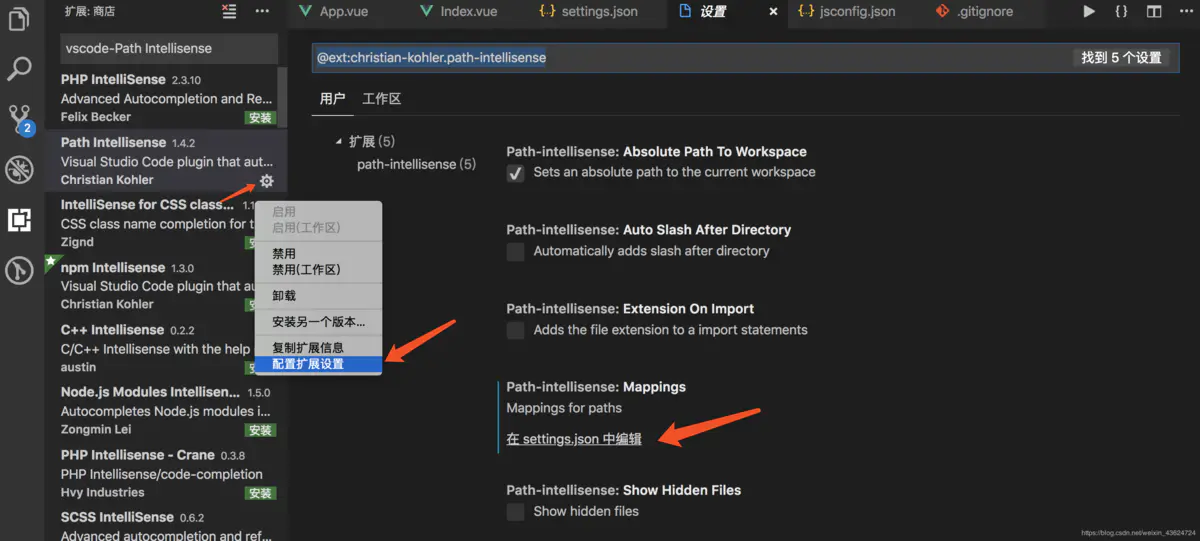 扩展: 商店
vscode-Path Intellisense
PHP IntelliSense 2.3.10
Advanced Autocompletion and Re...
Felix Becker 安装
Path Intellisense 1.4.2
Visual Studio Code plugin that aut...
Christian Kohler
IntelliSense for CSS class...
CSS class name completion for t
Zignd
npm Intellisense 1.3.0
Visual Studio Code plugin that au
Christian Kohler
C++ Intellisense 0.2.2
C/C++ Intellisense with the help
austin
Node.js Modules Intellisen... 1.5.0
Autocompletes Node.js modules i...
Zongmin Lei 安装
PHP Intellisense - Crane 0.3.8
PHP Intellisense/code-completion
Hvy Industries 安装
SCSS IntelliSense 0.6.2
Advanced autocompletion and ref...
2
启用
启用(工作区)
禁用
禁用(工作区)
卸载
安装另一个版本...
复制扩展信息
配置扩展设置
App.vue
Index.vue
settings.json
设置
jsconfig.json
.gitignore
@ext:christian-kohler.path-intellisense
找到 5 个设置
用户 工作区
扩展 (5)
path-intellisense (5)
Path-intellisense: Absolute Path To Workspace
Sets an absolute path to the current workspace
Path-intellisense: Auto Slash After Directory
Automatically adds slash after directory
Path-intellisense: Extension On Import
Adds the file extension to a import statements
Path-intellisense: Mappings
Mappings for paths
在 settings.json 中编辑
Path-intellisense: Show Hidden Files
Show hidden files
https://blog.csdn.net/weixin_43624724